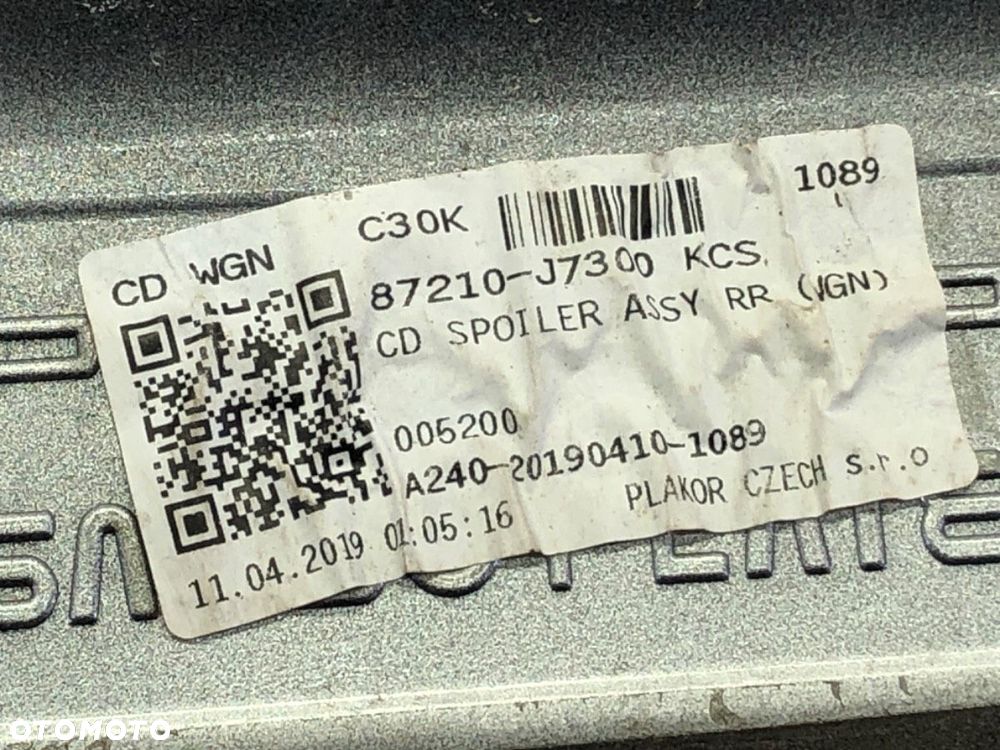 1089
C30K
CD WGN
87210-J7300 KCS
CD SPOILER ASSY RR (WGN)
005200
A240-20190410-1089
PLAKOR CZECH s.r.o
11.04.2019 01:05:16
OTOMOTO